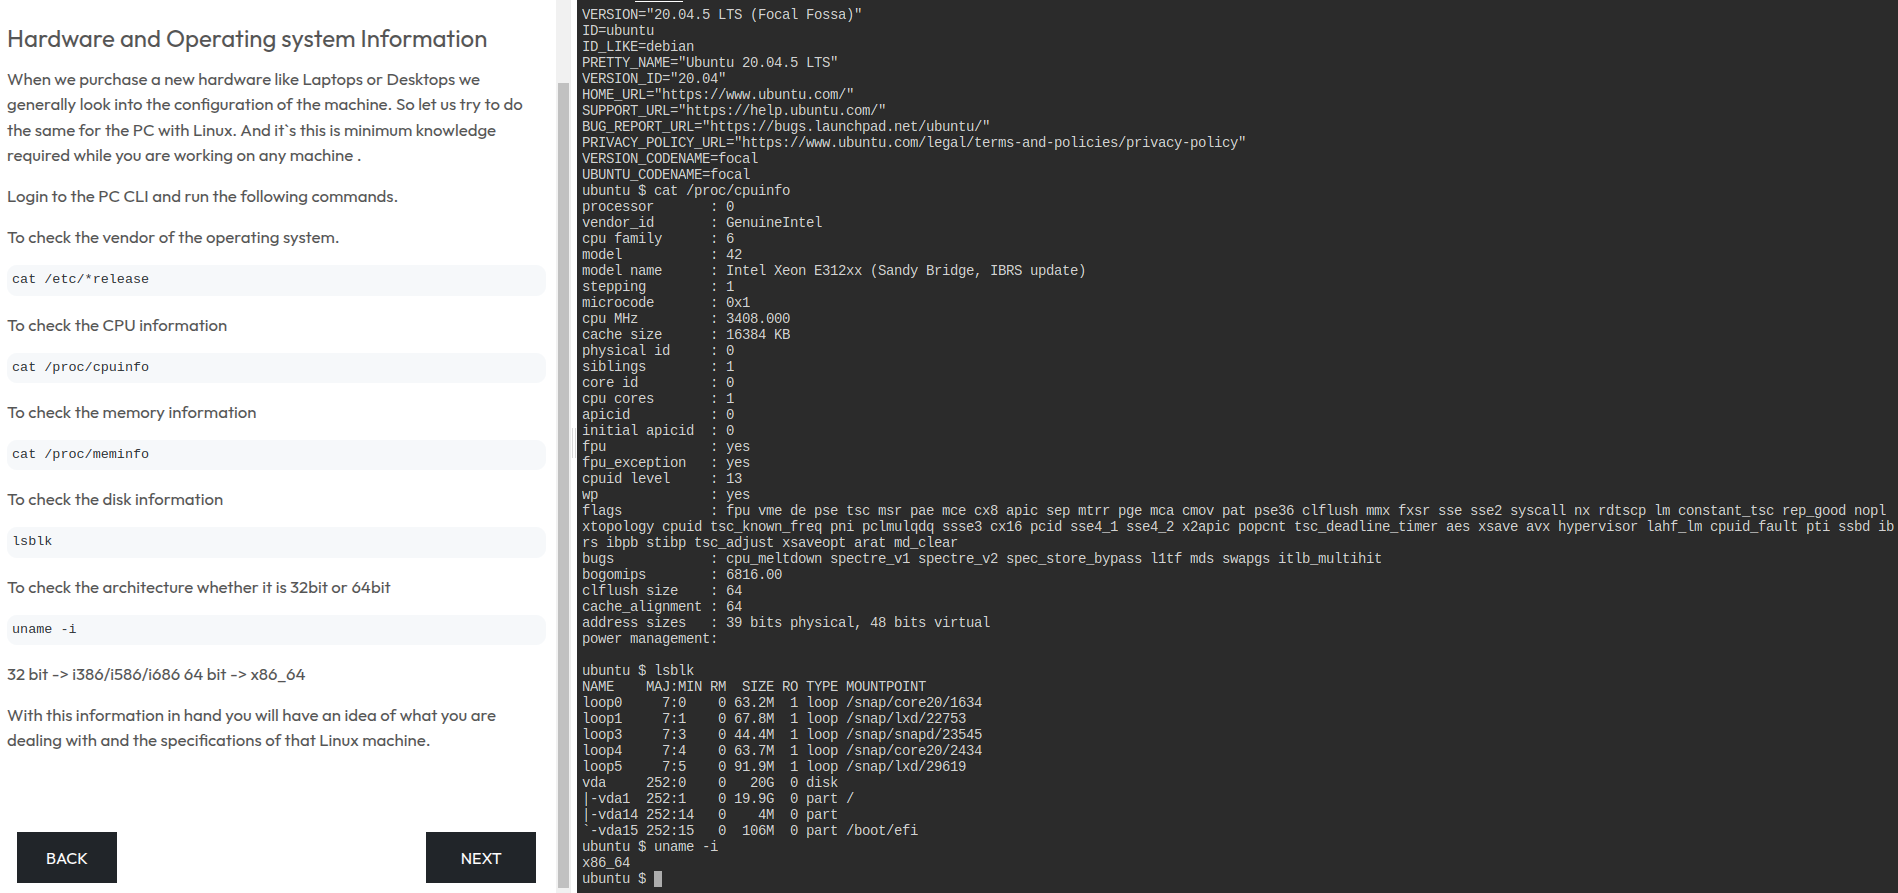 Hardware and Operating system Information
When we purchase a new hardware like Laptops or Desktops we
generally look into the configuration of the machine. So let us try to do
the same for the PC with Linux. And it`s this is minimum knowledge
required while you are working on any machine .
Login to the PC CLI and run the following commands.
To check the vendor of the operating system.
cat /etc/*release
To check the CPU information
cat /proc/cpuinfo
To check the memory information
cat /proc/meminfo
To check the disk information
lsblk
To check the architecture whether it is 32bit or 64bit
uname -i
32 bit -> i386/i586/i686 64 bit -> x86_64
With this information in hand you will have an idea of what you are
dealing with and the specifications of that Linux machine.
BACK
NEXT
VERSION="20.04.5 LTS (Focal Fossa)"
ID=ubuntu
ID_LIKE=debian
PRETTY_NAME="Ubuntu 20.04.5 LTS"
VERSION_ID="20.04"
HOME_URL="https://www.ubuntu.com/"
SUPPORT_URL="https://help.ubuntu.com/"
BUG_REPORT_URL="https://bugs.launchpad.net/ubuntu/"
PRIVACY_POLICY_URL="https://www.ubuntu.com/legal/terms-and-policies/privacy-policy"
VERSION_CODENAME=focal
UBUNTU_CODENAME=focal
ubuntu $ cat /proc/cpuinfo
processor       : 0
vendor_id       : GenuineIntel
cpu family      : 6
model           : 42
model name      : Intel Xeon E312xx (Sandy Bridge, IBRS update)
stepping        : 1
microcode       : 0x1
cpu MHz         : 3408.000
cache size      : 16384 KB
physical id     : 0
siblings        : 1
core id         : 0
cpu cores       : 1
apicid          : 0
initial apicid  : 0
fpu             : yes
fpu_exception   : yes
cpuid level     : 13
wp              : yes
flags           : fpu vme de pse tsc msr pae mce cx8 apic sep mtrr pge mca cmov pat pse36 clflush mmx fxsr sse sse2 syscall nx rdtscp lm constant_tsc rep_good nopl
xtopology cpuid tsc_known_freq pni pclmulqdq ssse3 cx16 pcid sse4_1 sse4_2 x2apic popcnt tsc_deadline_timer aes xsave avx hypervisor lahf_lm cpuid_fault pti ssbd ib
rs ibpb stibp tsc_adjust xsaveopt arat md_clear
bugs            : cpu_meltdown spectre_v1 spectre_v2 spec_store_bypass l1tf mds swapgs itlb_multihit
bogomips        : 6816.00
clflush size    : 64
cache_alignment : 64
address sizes   : 39 bits physical, 48 bits virtual
power management:
ubuntu $ lsblk
NAME    MAJ:MIN RM  SIZE RO TYPE MOUNTPOINT
loop0     7:0    0 63.2M  1 loop /snap/core20/1634
loop1     7:1    0 67.8M  1 loop /snap/lxd/22753
loop3     7:3    0 44.4M  1 loop /snap/snapd/23545
loop4     7:4    0 63.7M  1 loop /snap/core20/2434
loop5     7:5    0 91.9M  1 loop /snap/lxd/29619
vda     252:0    0   20G  0 disk
|-vda1  252:1    0 19.9G  0 part /
|-vda14 252:14   0    4M  0 part
`-vda15 252:15   0  106M  0 part /boot/efi
ubuntu $ uname -i
x86_64
ubuntu $